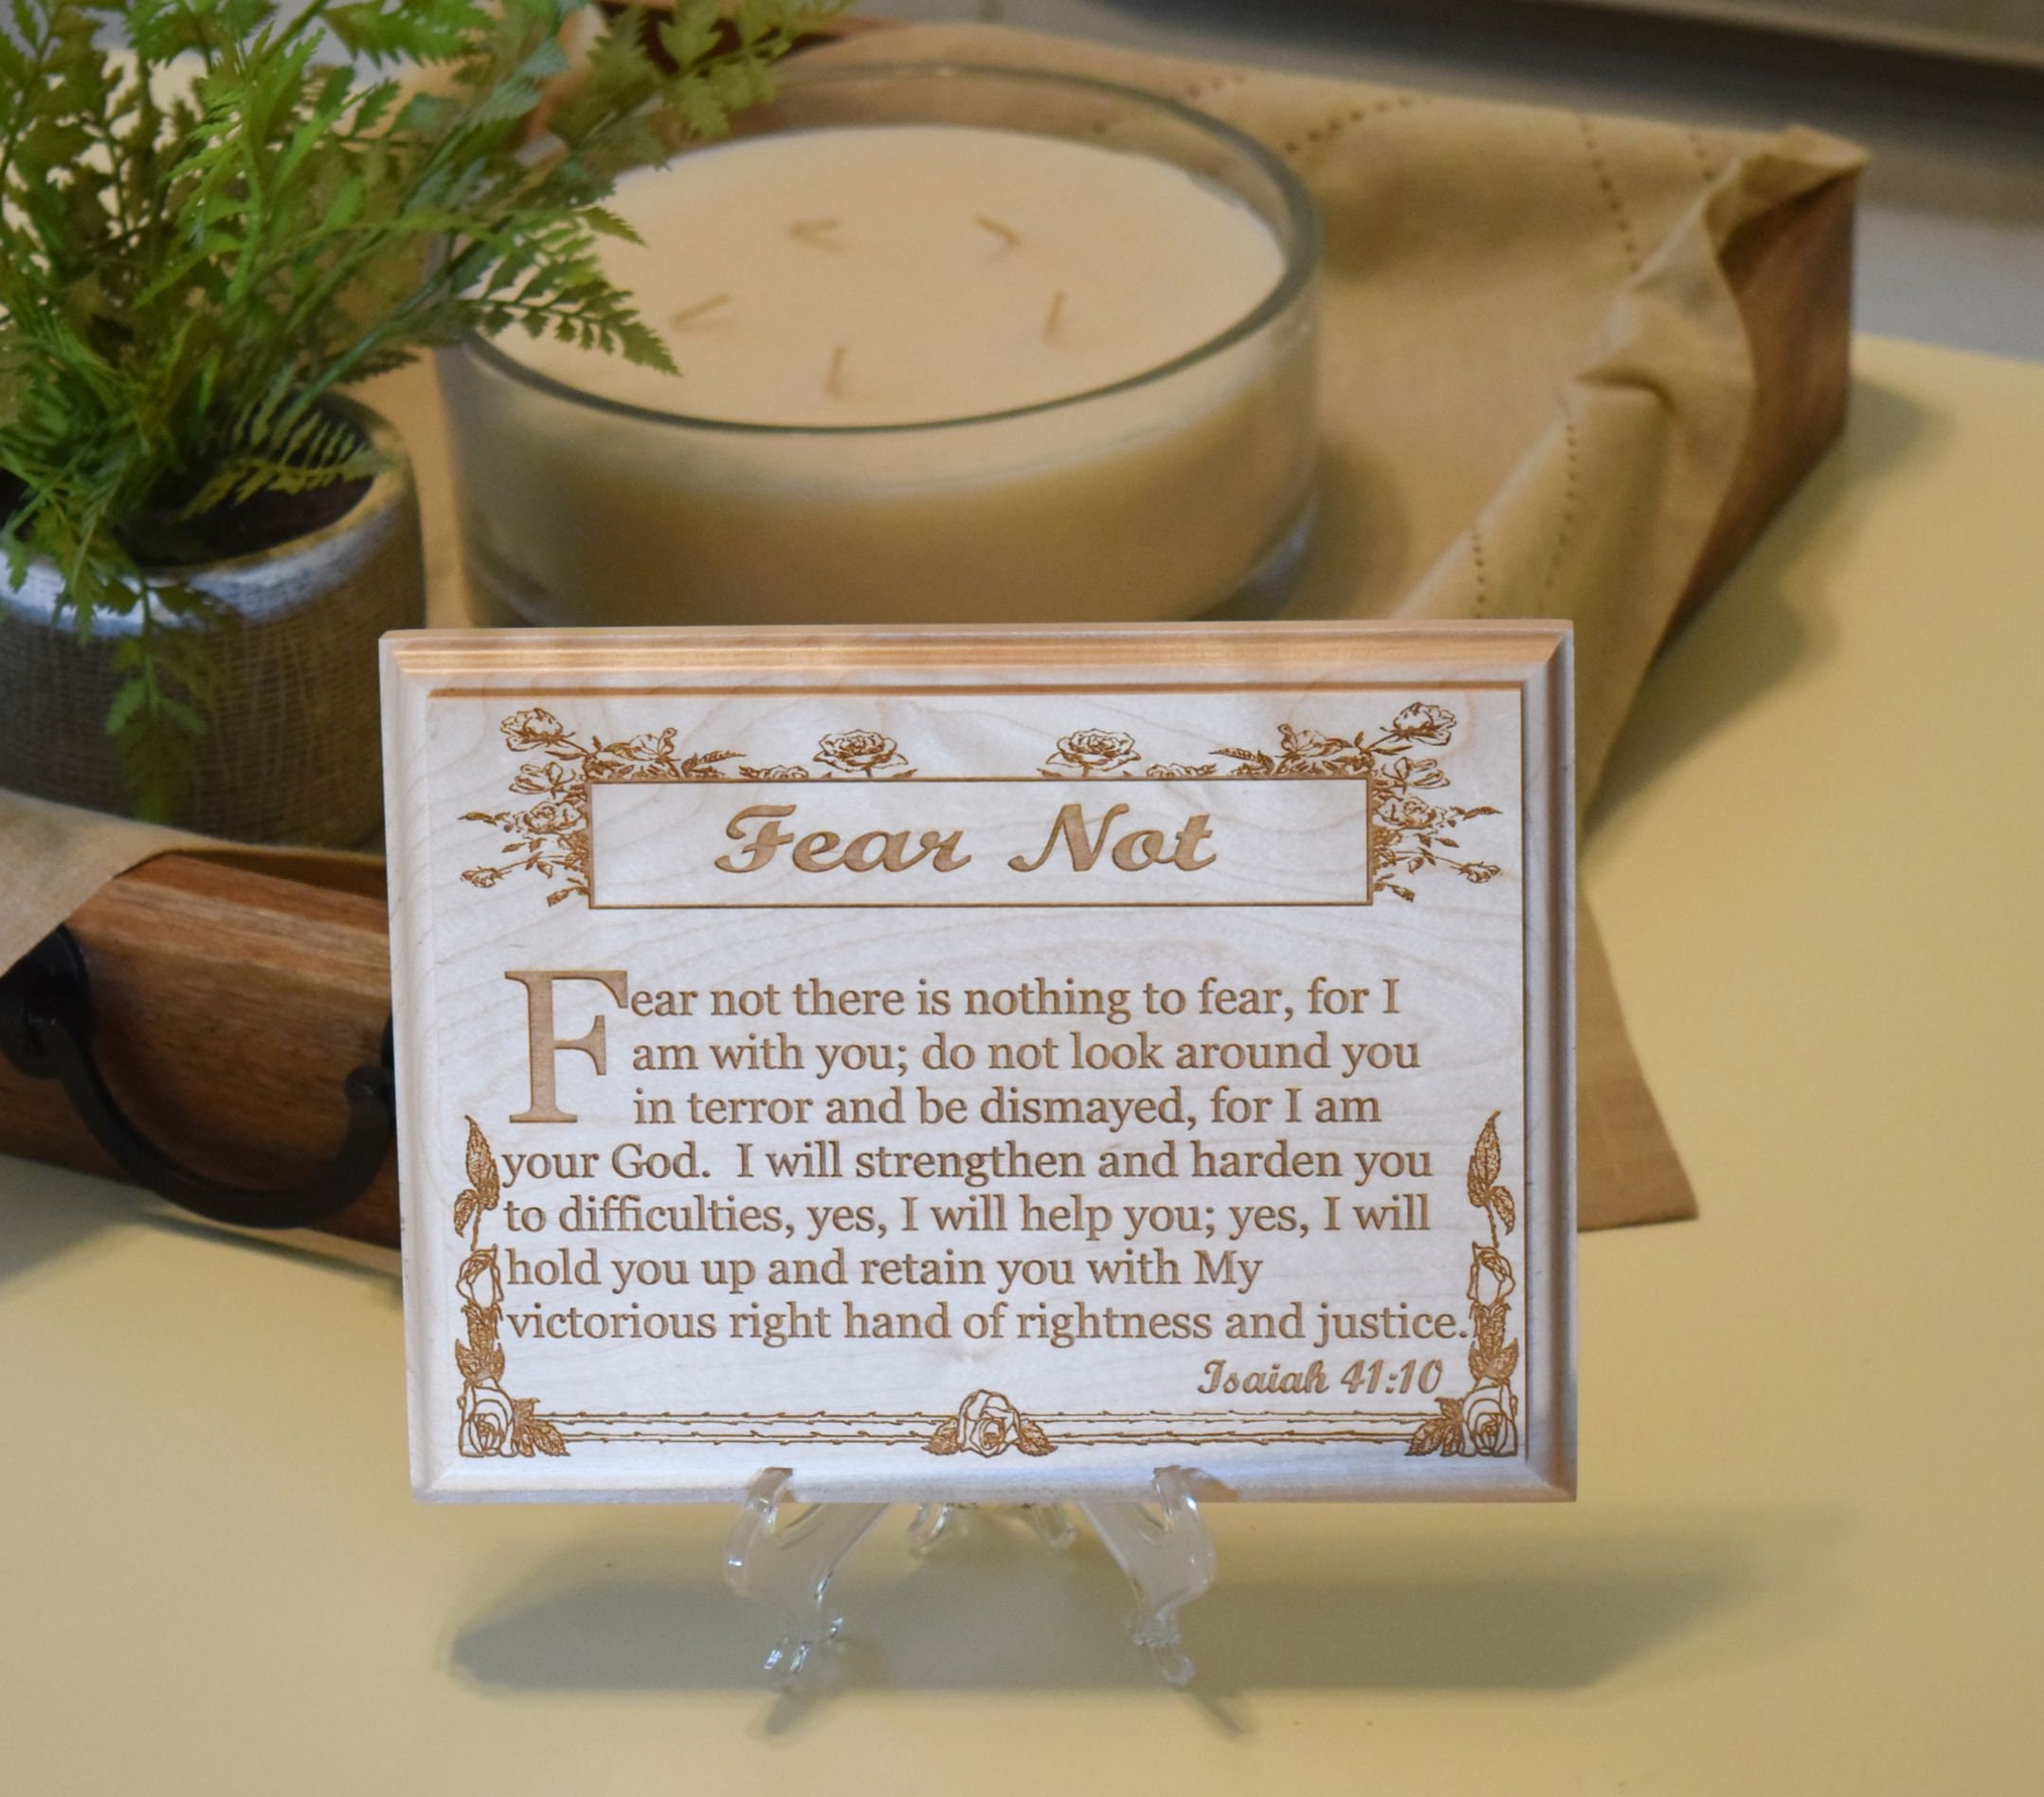 Fear Not
Fear not there is nothing to fear, for I
am with you; do not look around you
in terror and be dismayed, for I am
your God. I will strengthen and harden you
to difficulties, yes, I will help you; yes, I will
hold you up and retain you with My
victorious right hand of rightness and justice.
Isaiah 41:10